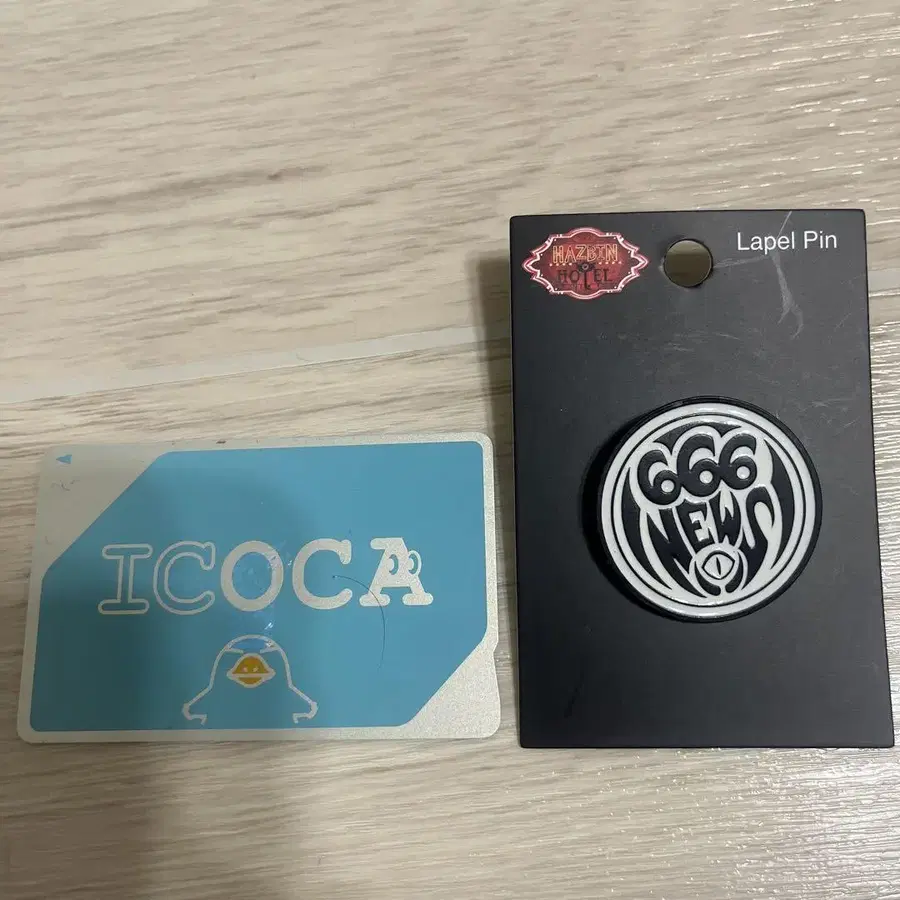 ICOCA
HAZBIN
HOTEL
Lapel Pin
666
NEWS